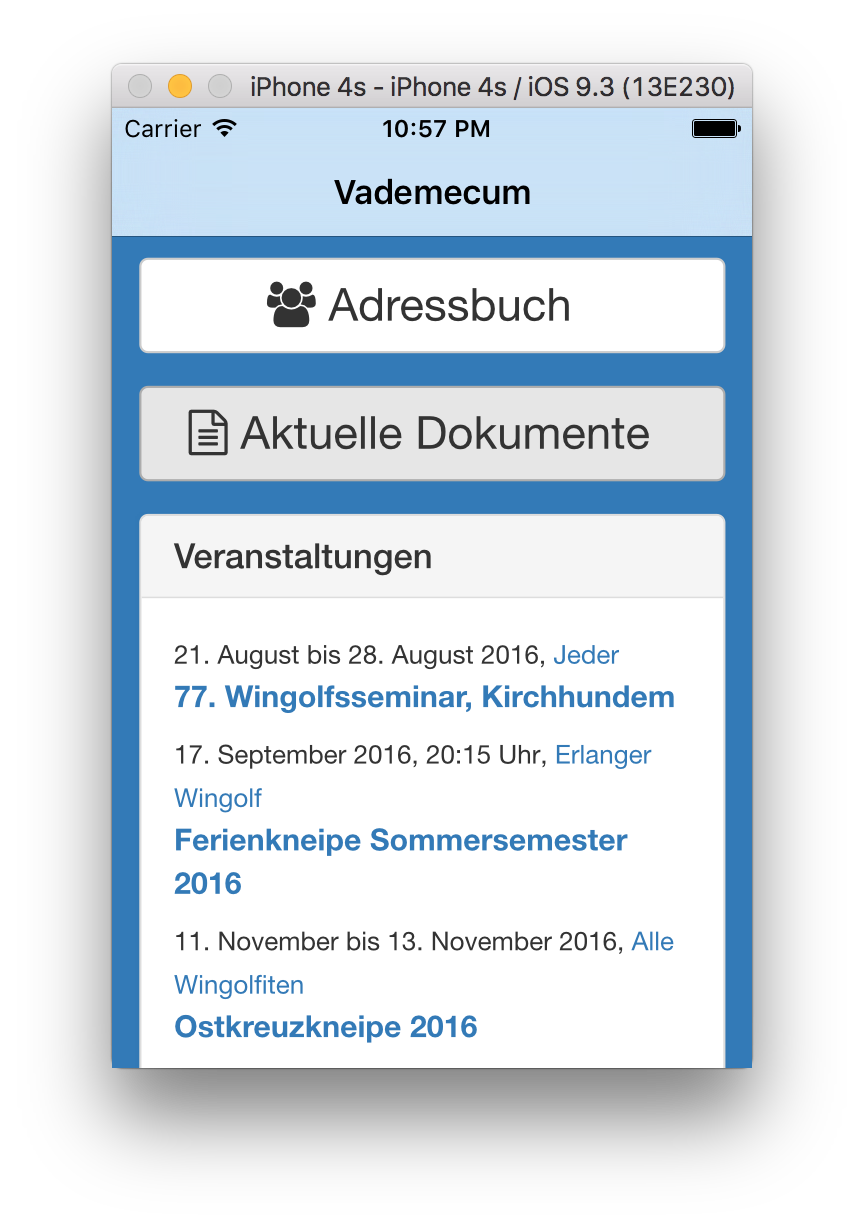 iPhone 4s - iPhone 4s / iOS 9.3 (13E230)
Carrier 10:57 PM
Vademecum
Adressbuch
Aktuelle Dokumente
Veranstaltungen
21. August bis 28. August 2016, Jeder
77. Wingolfsseminar, Kirchhundem
17. September 2016, 20:15 Uhr, Erlanger
Wingolf
Ferienkneipe Sommersemester
2016
11. November bis 13. November 2016, Alle
Wingolfiten
Ostkreuzkneipe 2016